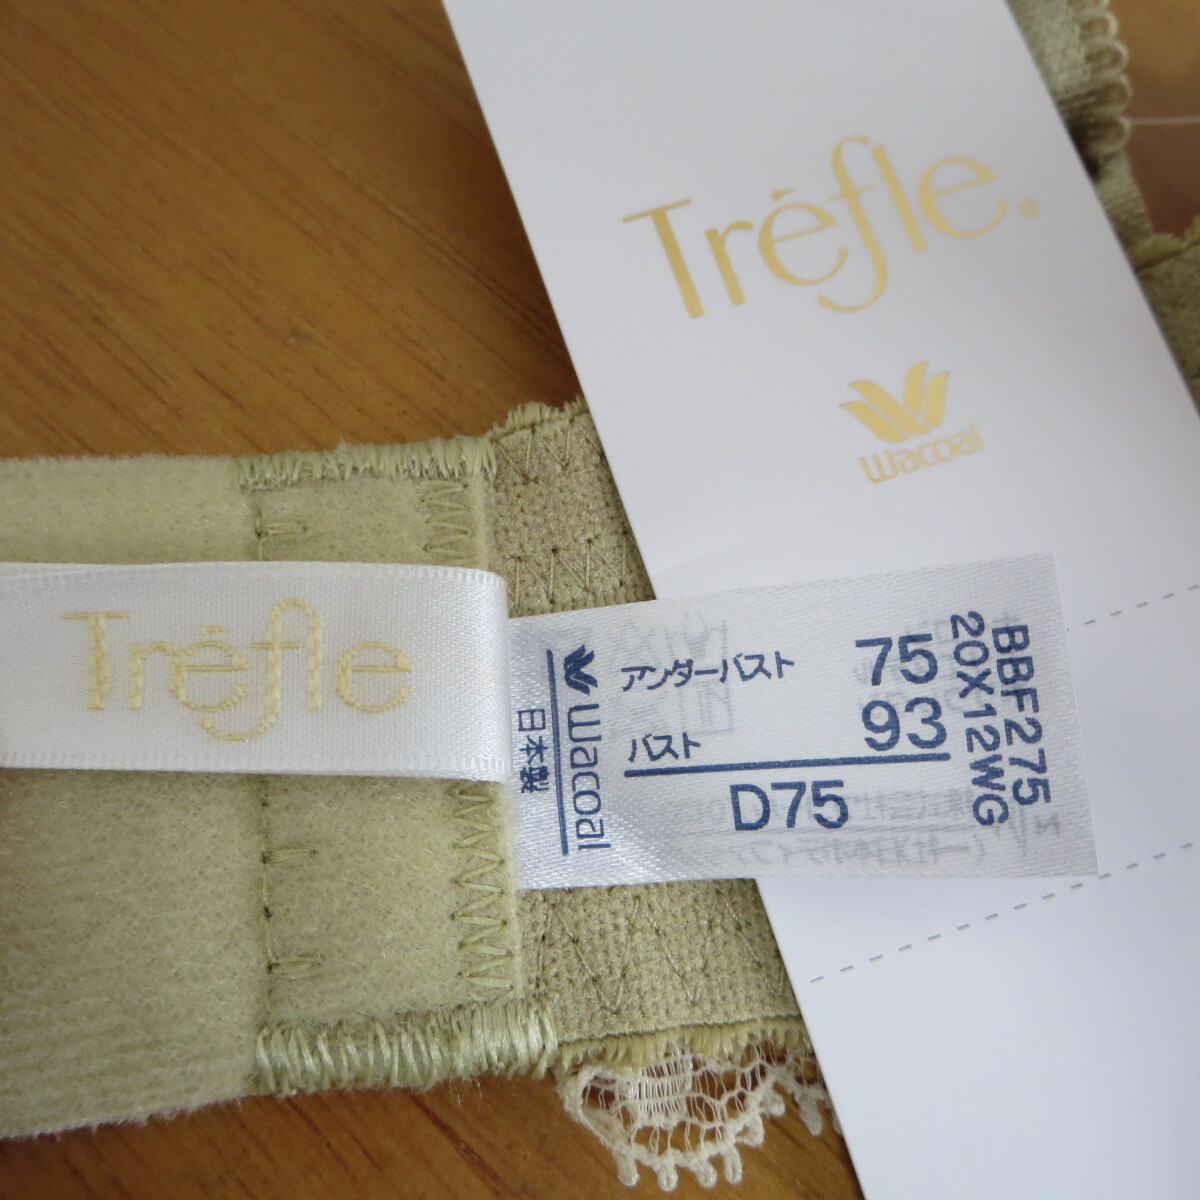 Tréfle®
Wacoal
Tréfle
Wacoal
日本製
アンダーバスト 75
バスト 93
D75
BBF275
20X12WG